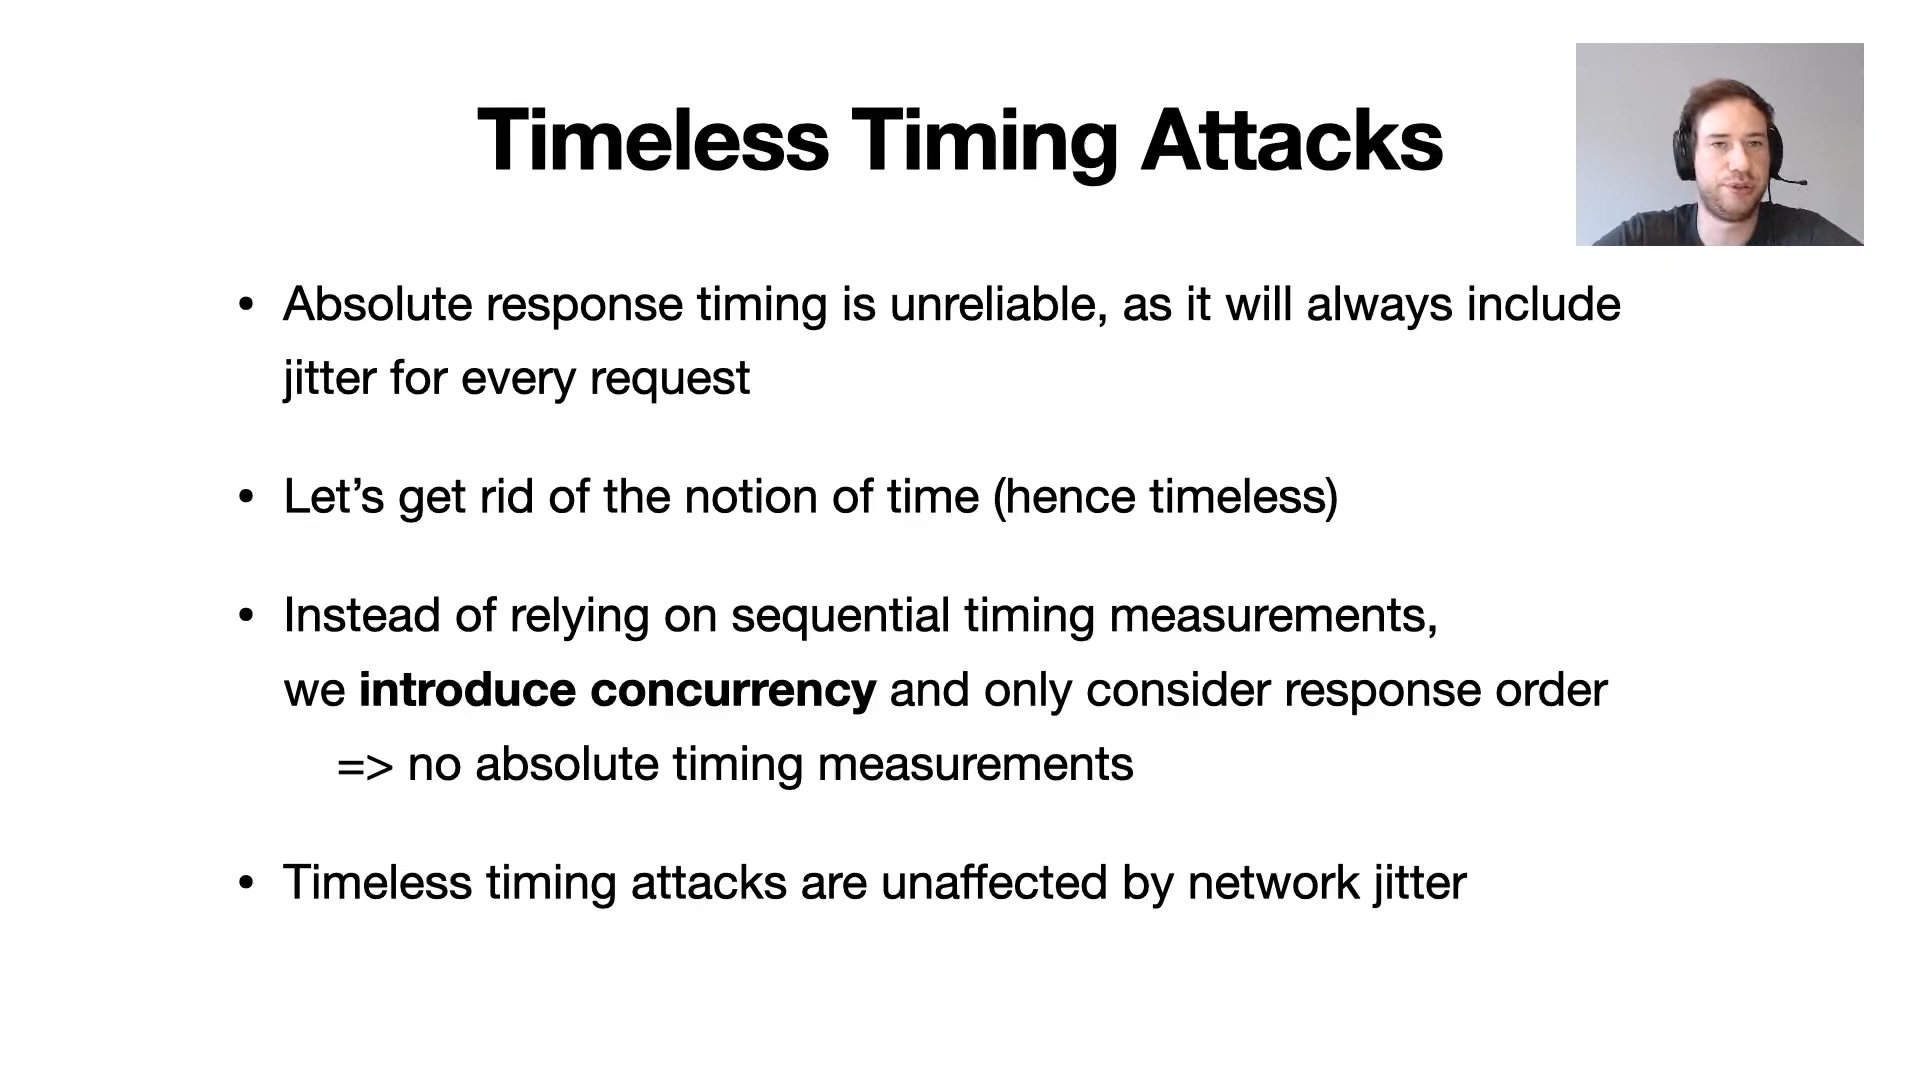 Timeless Timing Attacks
• Absolute response timing is unreliable, as it will always include
jitter for every request
• Let’s get rid of the notion of time (hence timeless)
• Instead of relying on sequential timing measurements,
we introduce concurrency and only consider response order
=> no absolute timing measurements
• Timeless timing attacks are unaffected by network jitter